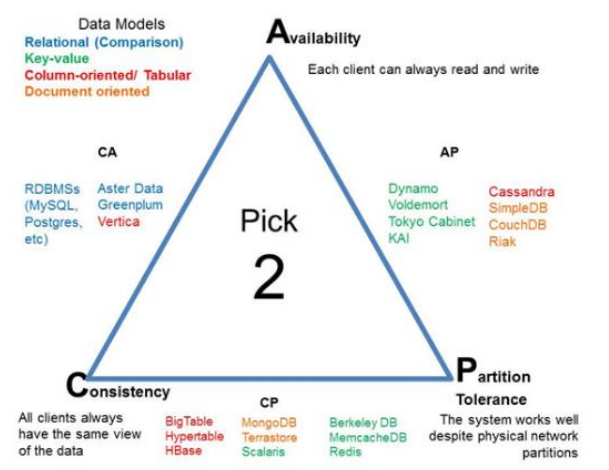 Data Models
Relational (Comparison)
Key-value
Column-oriented/ Tabular
Document oriented
Availability
Each client can always read and write
CA
RDBMSs
(MySQL,
Postgres,
etc)
Aster Data
Greenplum
Vertica
AP
Dynamo
Voldemort
Tokyo Cabinet
KAI
Cassandra
SimpleDB
CouchDB
Riak
Pick
2
Consistency
All clients always
have the same view
of the data
CP
BigTable
Hypertable
HBase
MongoDB
Terrastore
Scalaris
Berkeley DB
MemcacheDB
Redis
Partition
Tolerance
The system works well
despite physical network
partitions